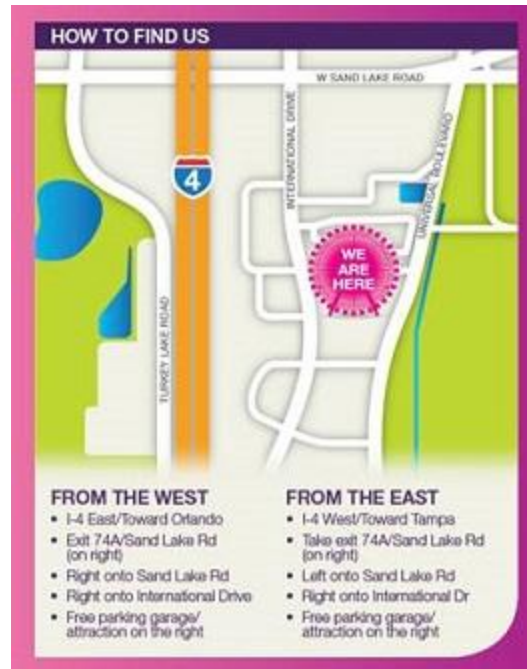 HOW TO FIND US
W SAND LAKE ROAD
INTERNATIONAL DRIVE
UNIVERSAL BOULEVARD
4
WE
ARE
HERE
TURKEY LAKE ROAD
FROM THE WEST
• I-4 East/Toward Orlando
• Exit 74A/Sand Lake Rd
(on right)
• Right onto Sand Lake Rd
• Right onto International Drive
• Free parking garage/
attraction on the right
FROM THE EAST
• I-4 West/Toward Tampa
• Take exit 74A/Sand Lake Rd
(on right)
• Left onto Sand Lake Rd
• Right onto International Dr
• Free parking garage/
attraction on the right